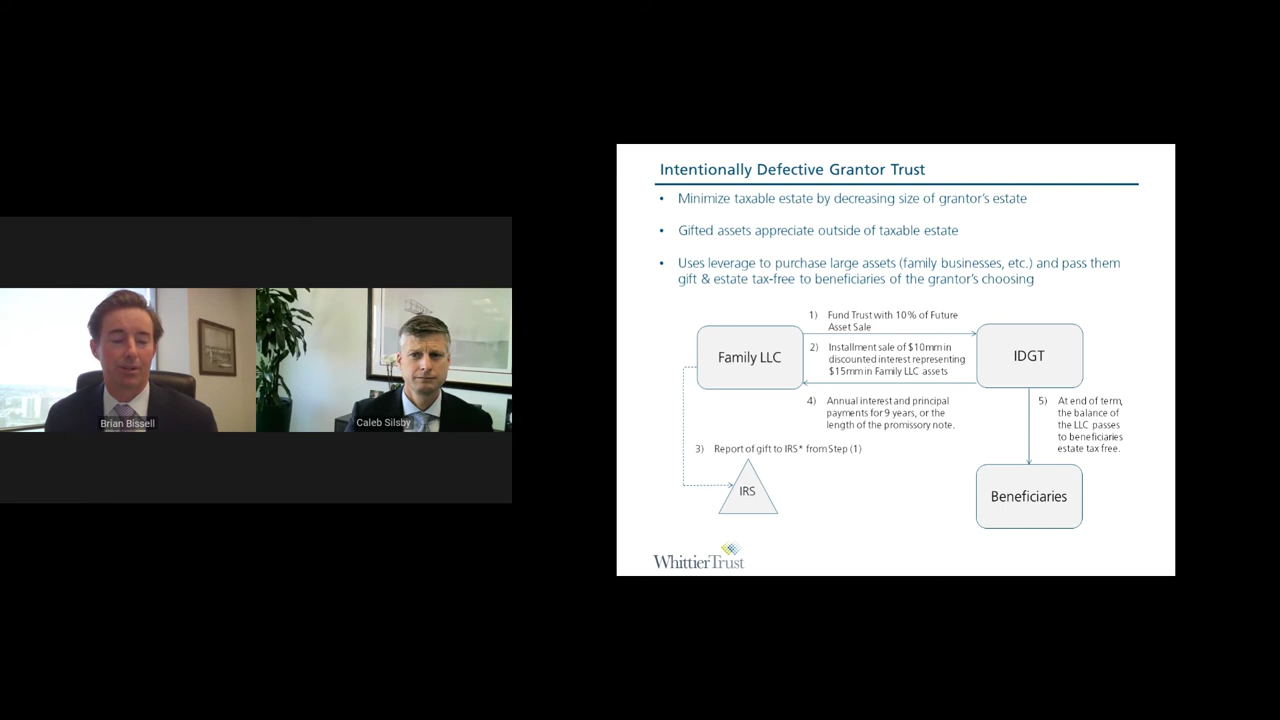 Brian Bissell
Caleb Silsby
Intentionally Defective Grantor Trust
• Minimize taxable estate by decreasing size of grantor's estate
• Gifted assets appreciate outside of taxable estate
• Uses leverage to purchase large assets (family businesses, etc.) and pass them
gift & estate tax-free to beneficiaries of the grantor's choosing
1) Fund Trust with 10% of Future
Asset Sale
Family LLC
2) Installment sale of $10mm in
discounted interest representing
$15mm in Family LLC assets
IDGT
4) Annual interest and principal
payments for 9 years, or the
length of the promissory note.
5) At end of term,
the balance of
the LLC passes
to beneficiaries
estate tax free.
3) Report of gift to IRS* from Step (1)
IRS
Beneficiaries
WhittierTrust